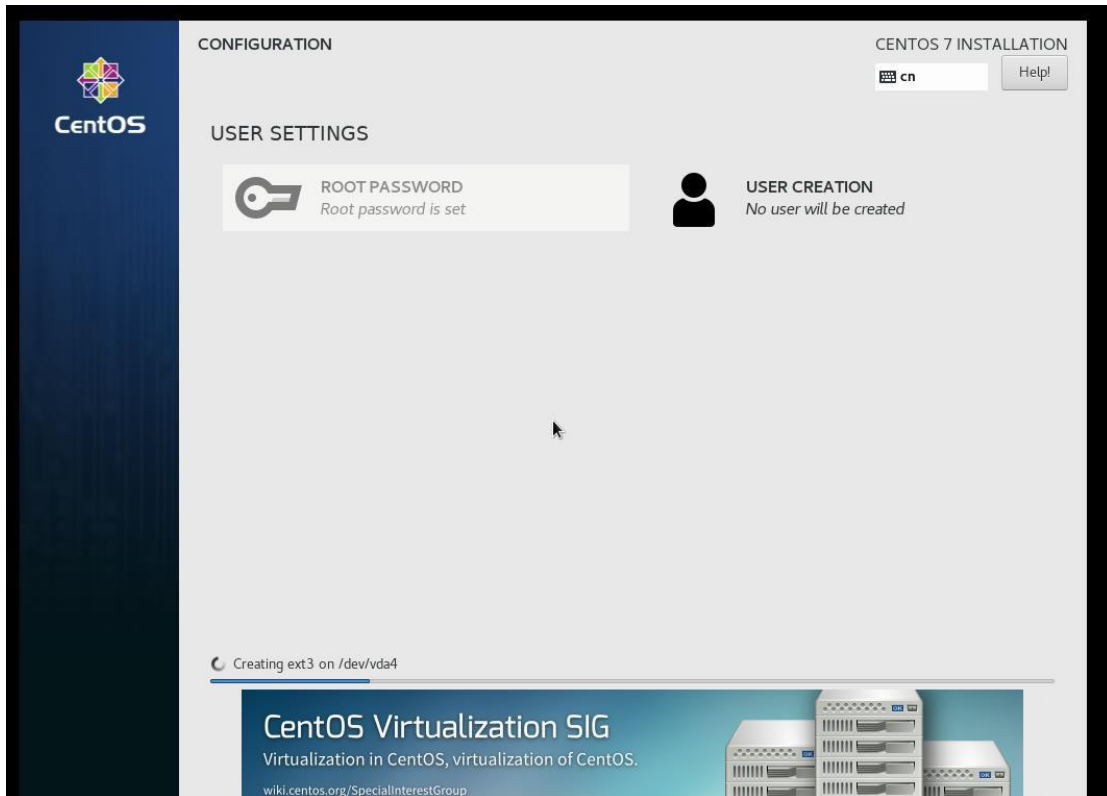 CentOS
CONFIGURATION
CENTOS 7 INSTALLATION
cn
Help!
USER SETTINGS
ROOT PASSWORD
Root password is set
USER CREATION
No user will be created
Creating ext3 on /dev/vda4
CentOS Virtualization SIG
Virtualization in CentOS, virtualization of CentOS.
wiki.centos.org/SpecialInterestGroup